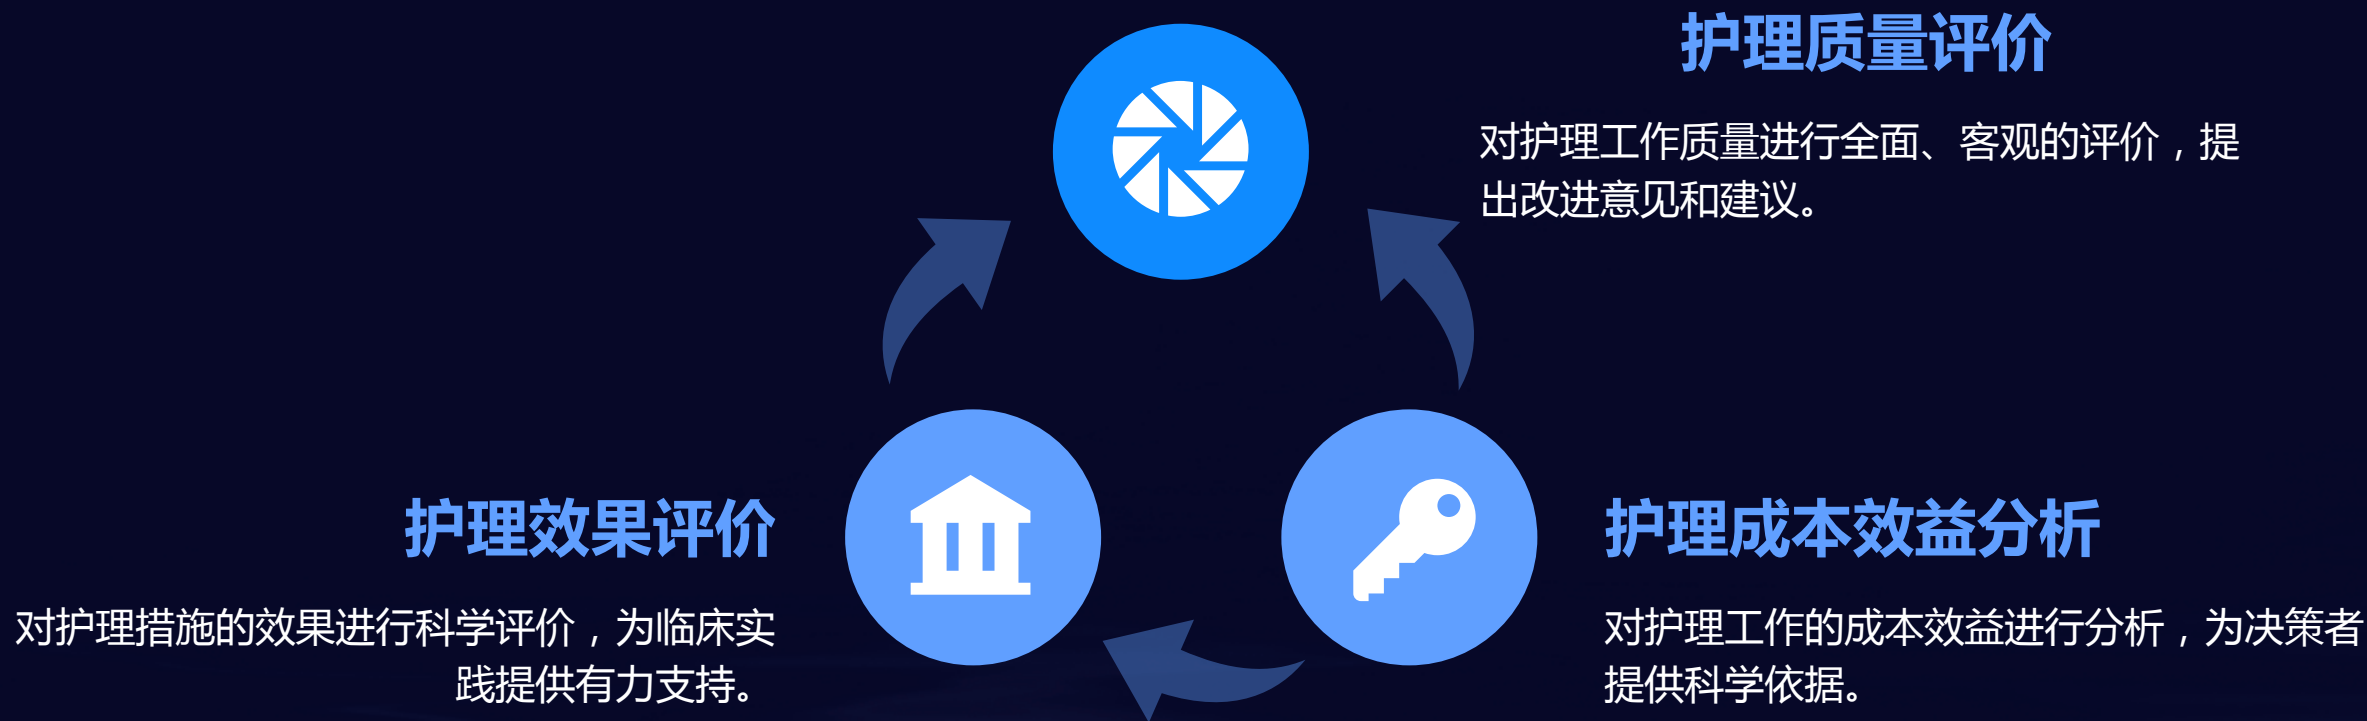 护理质量评价
对护理工作质量进行全面、客观的评价，提
出改进意见和建议。
护理效果评价
对护理措施的效果进行科学评价，为临床实
践提供有力支持。
护理成本效益分析
对护理工作的成本效益进行分析，为决策者
提供科学依据。